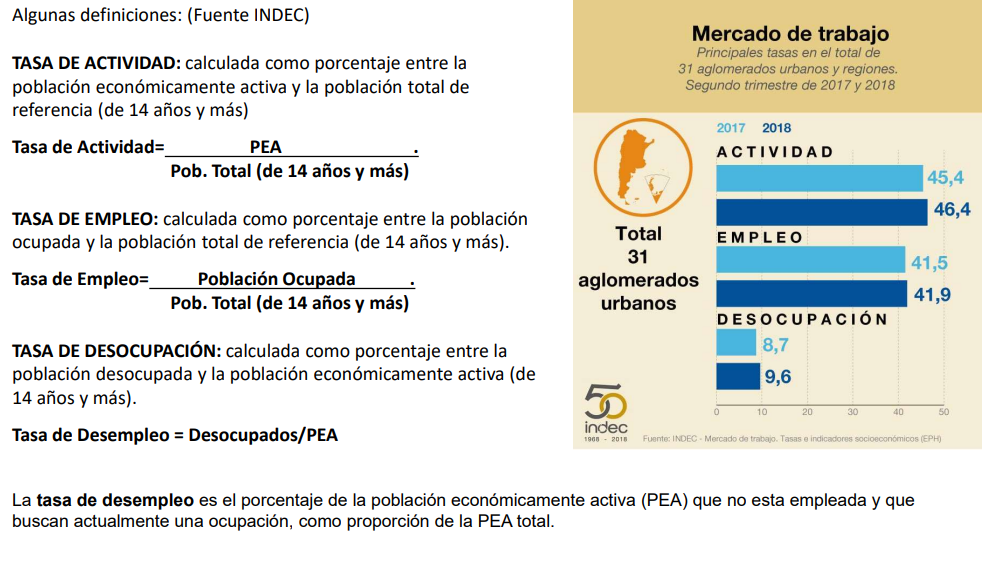 Algunas definiciones: (Fuente INDEC)
TASA DE ACTIVIDAD: calculada como porcentaje entre la
población económicamente activa y la población total de
referencia (de 14 años y más)
Tasa de Actividad= PEA .
Pob. Total (de 14 años y más)
TASA DE EMPLEO: calculada como porcentaje entre la población
ocupada y la población total de referencia (de 14 años y más).
Tasa de Empleo= Población Ocupada .
Pob. Total (de 14 años y más)
TASA DE DESOCUPACIÓN: calculada como porcentaje entre la
población desocupada y la población económicamente activa (de
14 años y más).
Tasa de Desempleo = Desocupados/PEA
Mercado de trabajo
Principales tasas en el total de
31 aglomerados urbanos y regiones.
Segundo trimestre de 2017 y 2018
2017 2018
ACTIVIDAD
45,4
46,4
Total
31
aglomerados
urbanos
EMPLEO
41,5
41,9
DESOCUPACIÓN
8,7
9,6
0 10 20 30 40 50
50
indec
1968 - 2018
Fuente: INDEC - Mercado de trabajo. Tasas e indicadores socioeconómicos (EPH)
La tasa de desempleo es el porcentaje de la población económicamente activa (PEA) que no esta empleada y que
buscan actualmente una ocupación, como proporción de la PEA total.